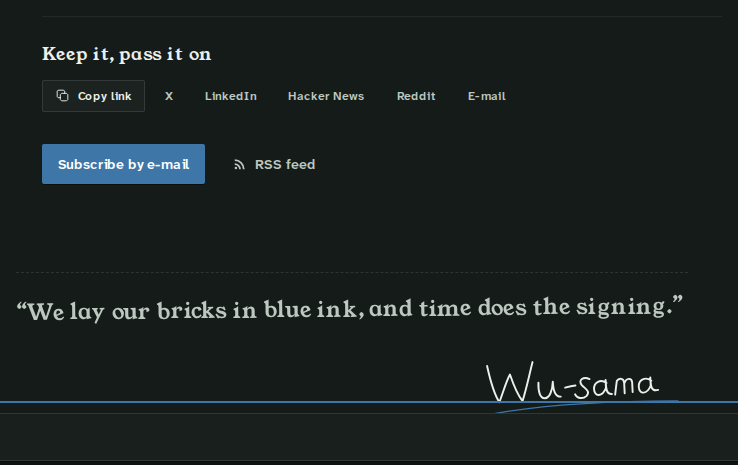 Keep it, pass it on
Copy link X LinkedIn Hacker News Reddit E-mail
Subscribe by e-mail RSS feed
“We lay our bricks in blue ink, and time does the signing.”
Wu-sama